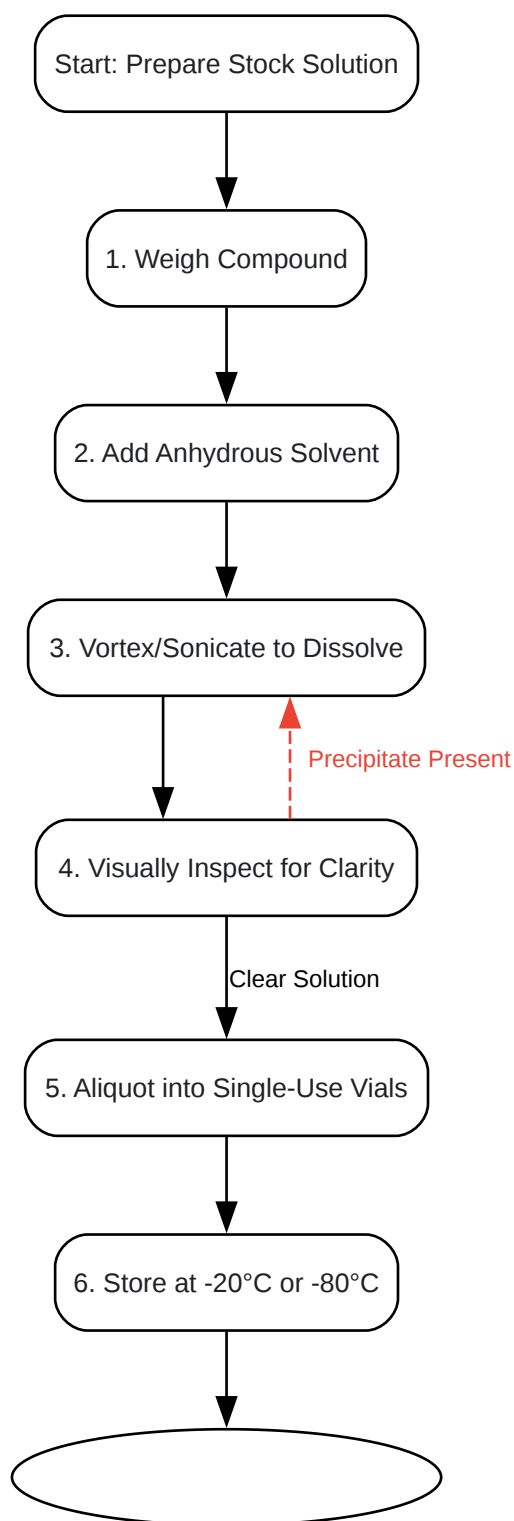 Start: Prepare Stock Solution
1. Weigh Compound
2. Add Anhydrous Solvent
3. Vortex/Sonicate to Dissolve
Precipitate Present
4. Visually Inspect for Clarity
Clear Solution
5. Aliquot into Single-Use Vials
6. Store at -20°C or -80°C